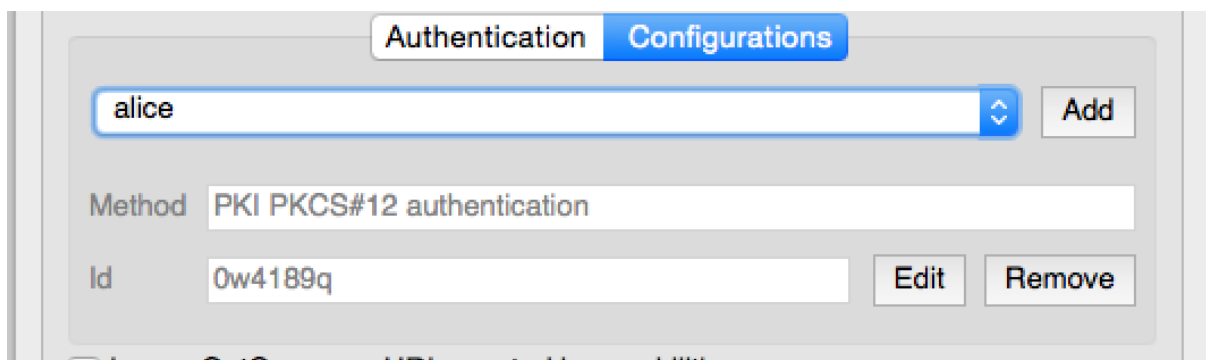 Authentication Configurations
alice Add
Method PKI PKCS#12 authentication
Id 0w4189q Edit Remove